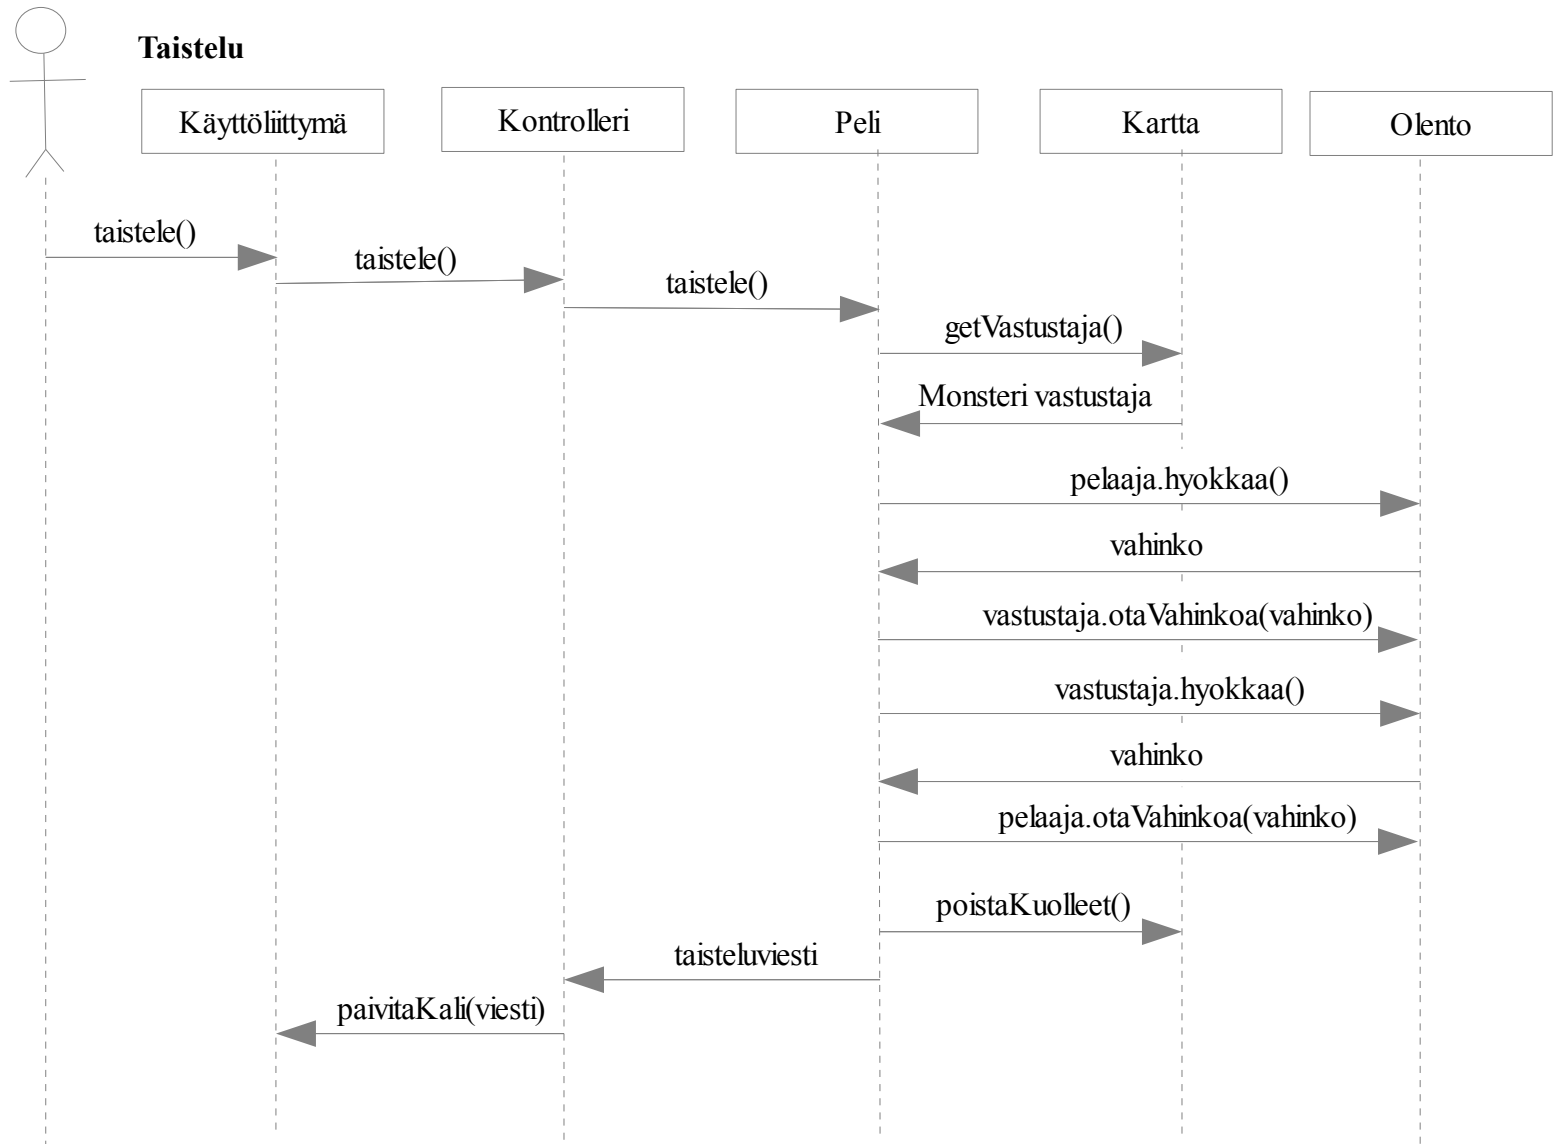 Taistelu
Käyttöliittymä
Kontrolleri
Peli
Kartta
Olento
taistele()
taistele()
taistele()
getVastustaja()
Monsteri vastustaja
pelaaja.hyokkaa()
vahinko
vastustaja.otaVahinkoa(vahinko)
vastustaja.hyokkaa()
vahinko
pelaaja.otaVahinkoa(vahinko)
poistaKuolleet()
taisteluviesti
paivitaKali(viesti)